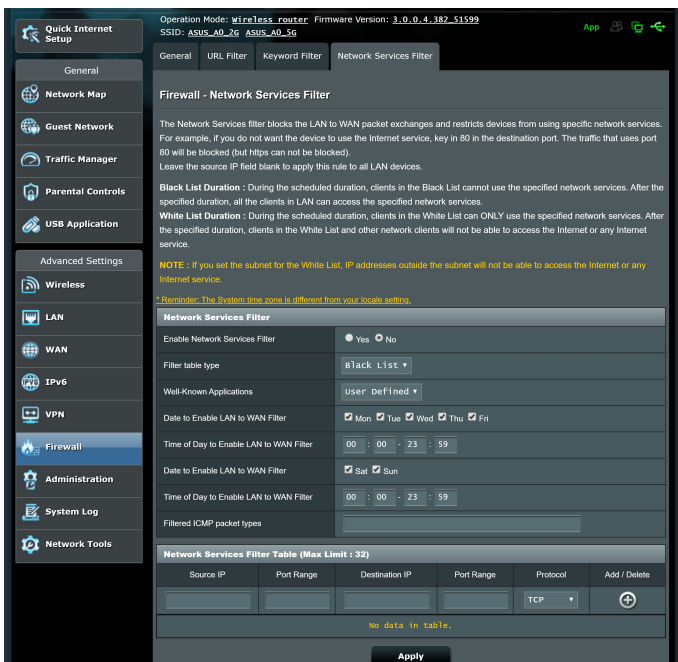 Quick Internet
Setup
General
Network Map
Guest Network
Traffic Manager
Parental Controls
USB Application
Advanced Settings
Wireless
LAN
WAN
IPv6
VPN
Firewall
Administration
System Log
Network Tools
Operation Mode: Wireless router Firmware Version: 3.0.0.4.382_51599
SSID: ASUS_A0_2G ASUS_A0_5G
App
General URL Filter Keyword Filter Network Services Filter
Firewall - Network Services Filter
The Network Services filter blocks the LAN to WAN packet exchanges and restricts devices from using specific network services.
For example, if you do not want the device to use the Internet service, key in 80 in the destination port. The traffic that uses port
80 will be blocked (but https can not be blocked).
Leave the source IP field blank to apply this rule to all LAN devices.
Black List Duration : During the scheduled duration, clients in the Black List cannot use the specified network services. After the
specified duration, all the clients in LAN can access the specified network services.
White List Duration : During the scheduled duration, clients in the White List can ONLY use the specified network services. After
the specified duration, clients in the White List and other network clients will not be able to access the Internet or any Internet
service.
NOTE : If you set the subnet for the White List, IP addresses outside the subnet will not be able to access the Internet or any
Internet service.
* Reminder: The System time zone is different from your locale setting.
Network Services Filter
Enable Network Services Filter Yes No
Filter table type Black List
Well-Known Applications User Defined
Date to Enable LAN to WAN Filter Mon Tue Wed Thu Fri
Time of Day to Enable LAN to WAN Filter 00 : 00 - 23 : 59
Date to Enable LAN to WAN Filter Sat Sun
Time of Day to Enable LAN to WAN Filter 00 : 00 - 23 : 59
Filtered ICMP packet types
Network Services Filter Table (Max Limit : 32)
Source IP Port Range Destination IP Port Range Protocol Add / Delete
TCP
No data in table.
Apply